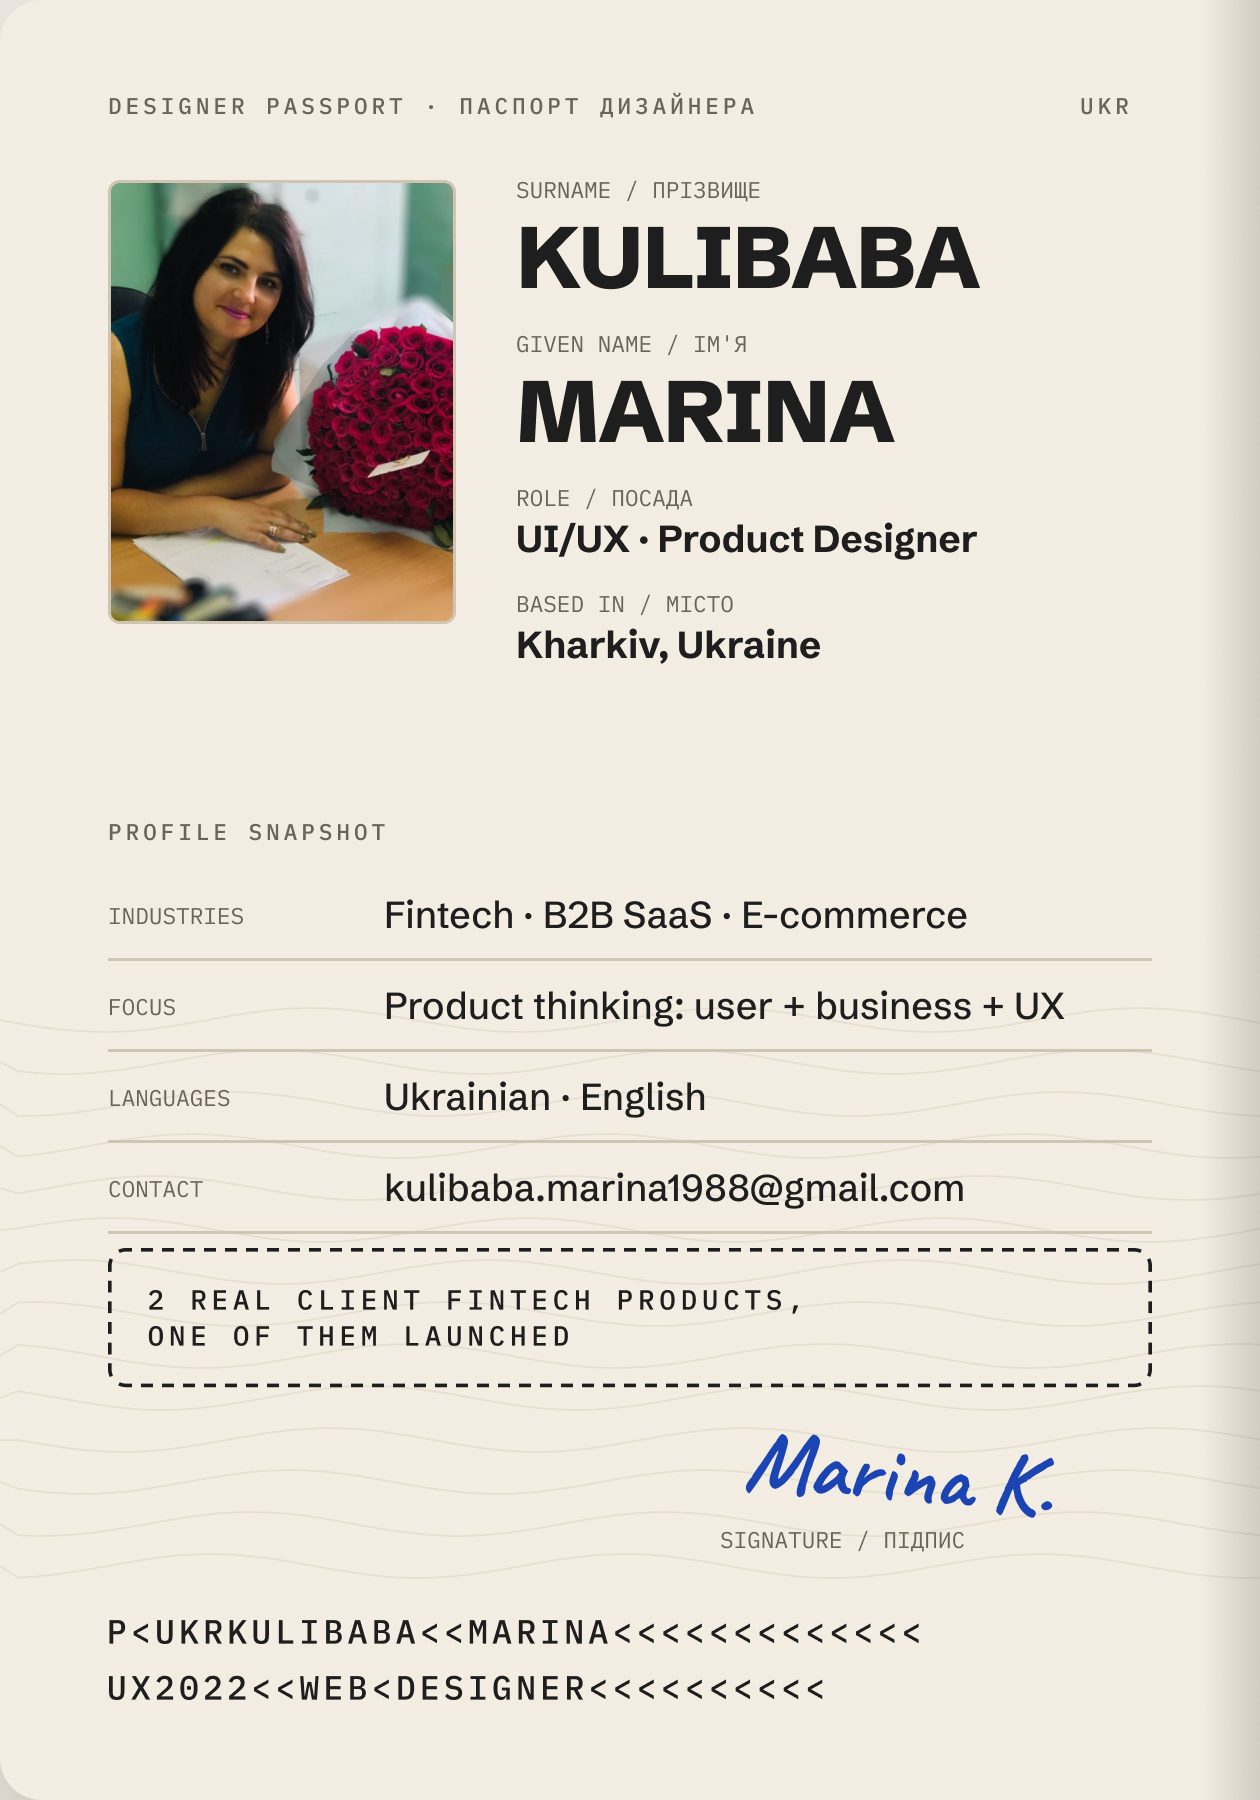 DESIGNER PASSPORT · ПАСПОРТ ДИЗАЙНЕРА UKR
SURNAME / ПРІЗВИЩЕ
KULIBABA
GIVEN NAME / ІМ'Я
MARINA
ROLE / ПОСАДА
UI/UX · Product Designer
BASED IN / МІСТО
Kharkiv, Ukraine
PROFILE SNAPSHOT
INDUSTRIES Fintech · B2B SaaS · E-commerce
FOCUS Product thinking: user + business + UX
LANGUAGES Ukrainian · English
CONTACT kulibaba.marina1988@gmail.com
2 REAL CLIENT FINTECH PRODUCTS,
ONE OF THEM LAUNCHED
Marina K.
SIGNATURE / ПІДПИС
P<UKRKULIBABA<<MARINA<<<<<<<<<<<<<
UX2022<<WEB<DESIGNER<<<<<<<<<<